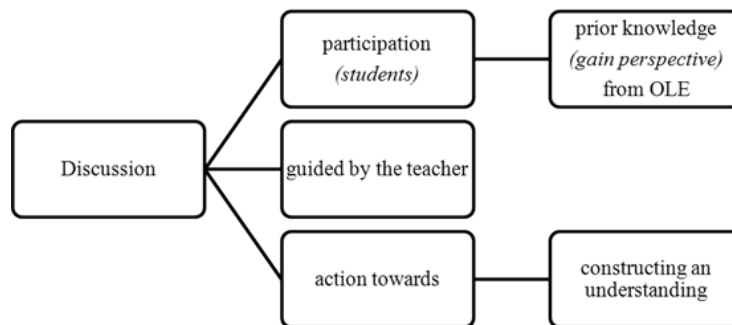 participation
(students)
prior knowledge
(gain perspective)
from OLE
Discussion
guided by the teacher
action towards
constructing an
understanding